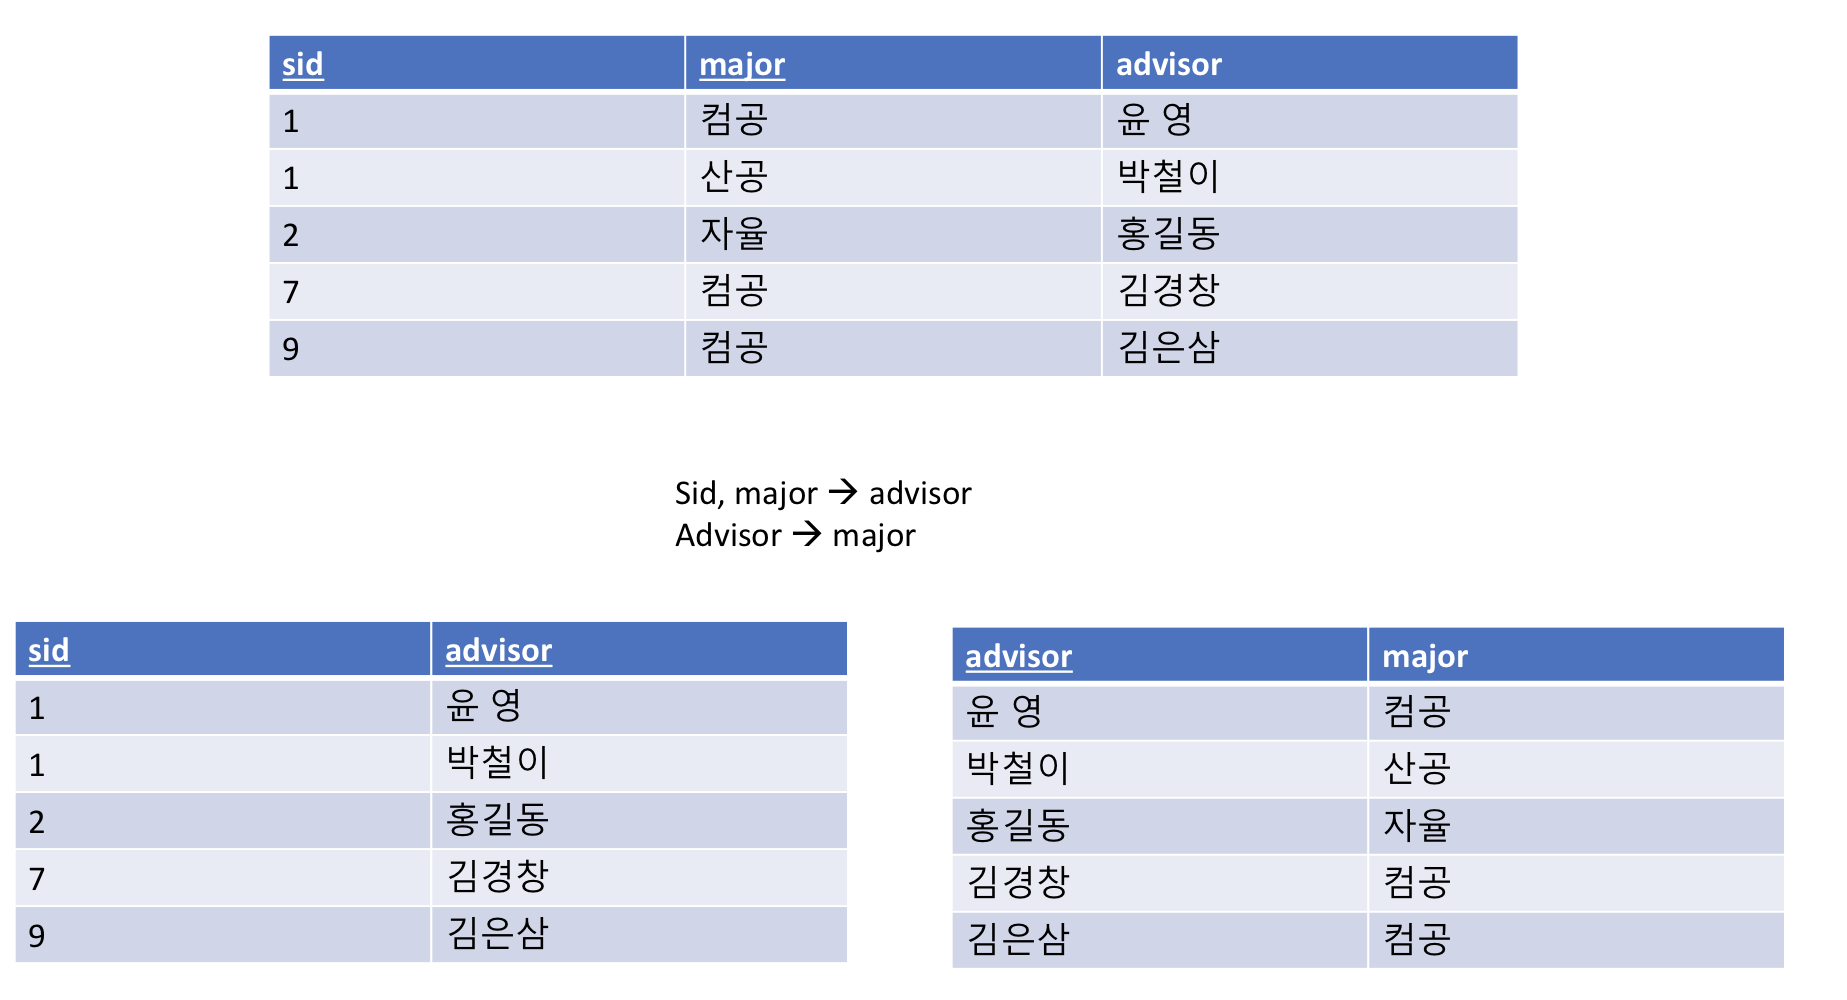 sid major advisor
1 컴공 윤 영
1 산공 박철이
2 자율 홍길동
7 컴공 김경창
9 컴공 김은삼
Sid, major → advisor
Advisor → major
sid advisor
1 윤 영
1 박철이
2 홍길동
7 김경창
9 김은삼
advisor major
윤 영 컴공
박철이 산공
홍길동 자율
김경창 컴공
김은삼 컴공